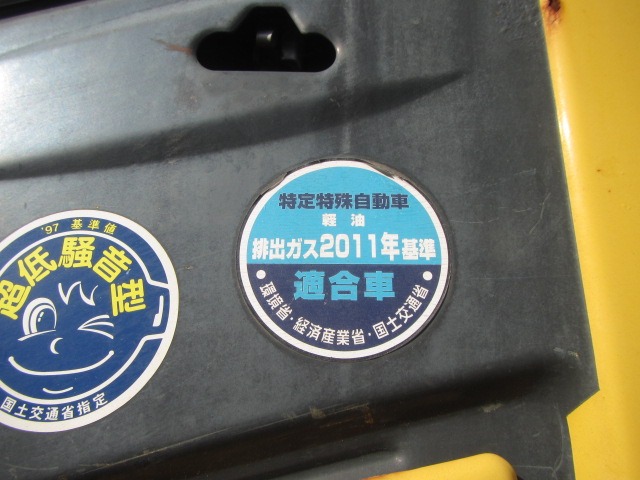 '97 基準値
超低騒音型
国土交通省指定
特定特殊自動車
軽油
排出ガス2011年基準
適合車
・環境省・経済産業省・国土交通省・